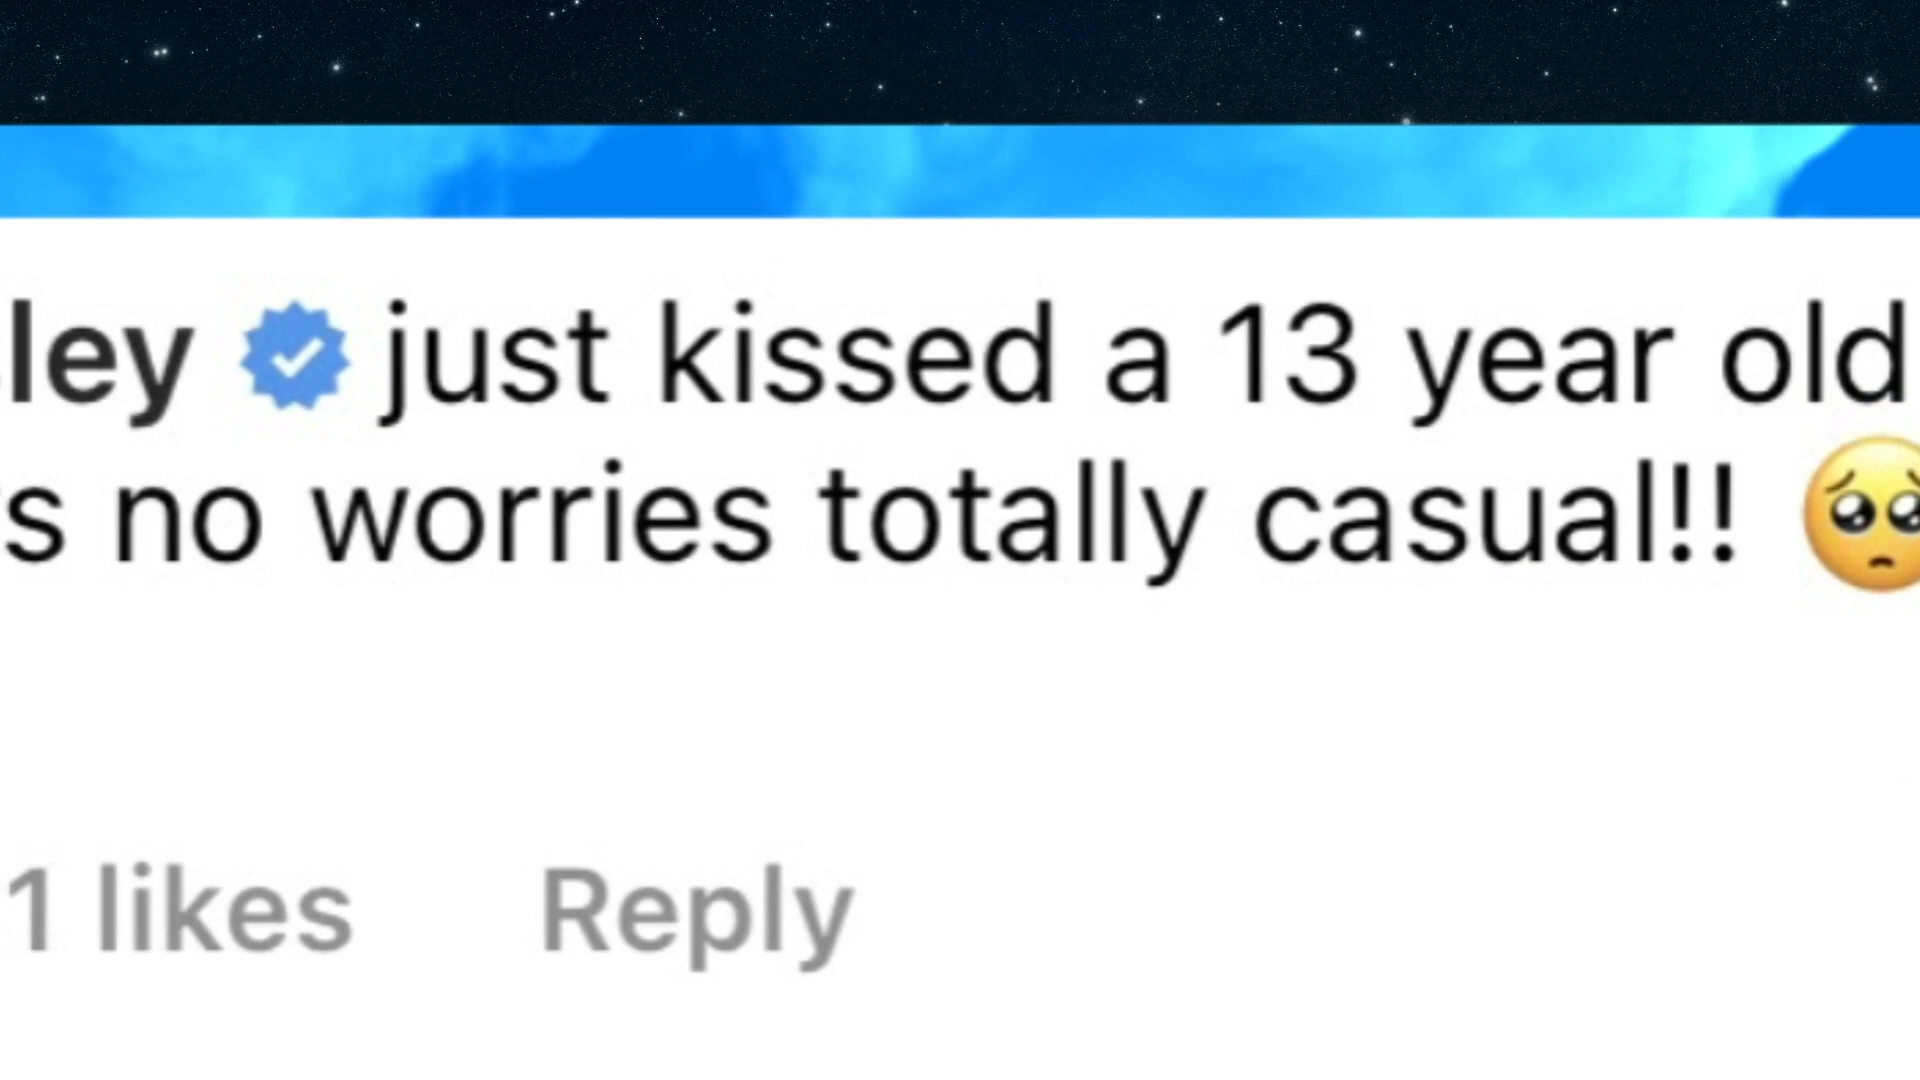 ley just kissed a 13 year old
s no worries totally casual!! 🥺
1 likes Reply